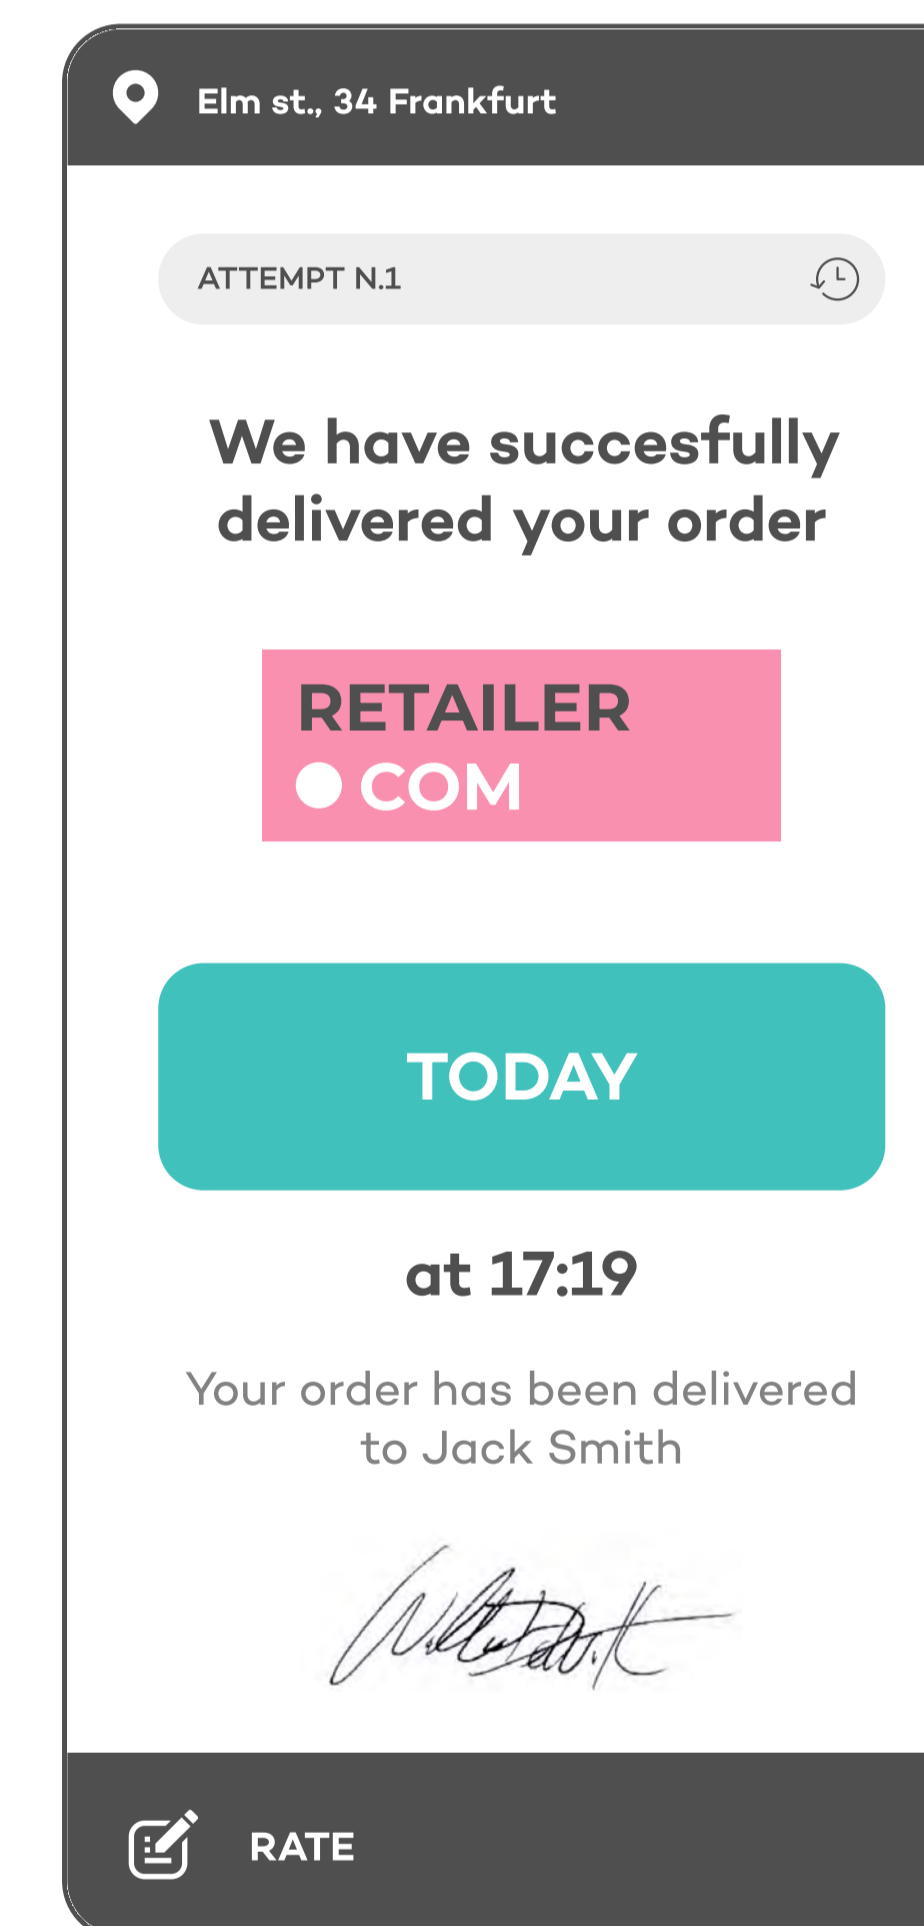 Elm st., 34 Frankfurt
ATTEMPT N.1
We have succesfully
delivered your order
RETAILER
COM
TODAY
at 17:19
Your order has been delivered
to Jack Smith
RATE